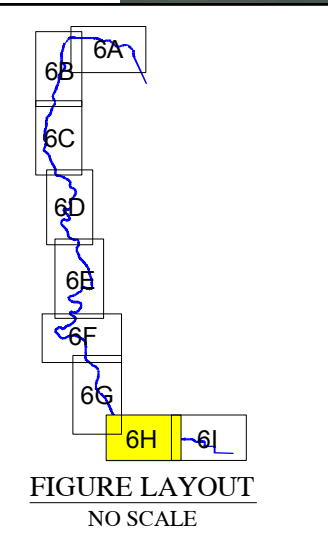 6A
6B
6C
6D
6E
6F
6G
6H
6I
FIGURE LAYOUT
NO SCALE